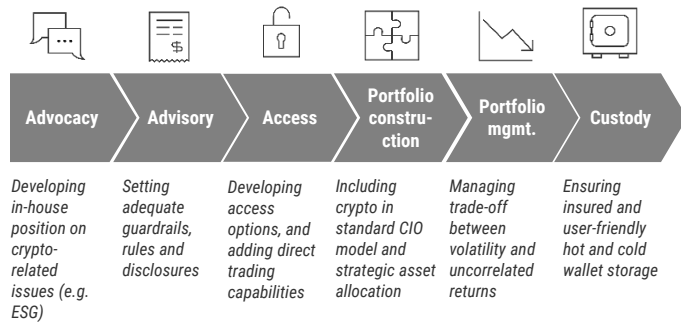 $
Advocacy
Advisory
Access
Portfolio
constru-
ction
Portfolio
mgmt.
Custody
Developing
in-house
position on
crypto-
related
issues (e.g.
ESG)
Setting
adequate
guardrails,
rules and
disclosures
Developing
access
options, and
adding direct
trading
capabilities
Including
crypto in
standard CIO
model and
strategic asset
allocation
Managing
trade-off
between
volatility and
uncorrelated
returns
Ensuring
insured and
user-friendly
hot and cold
wallet storage